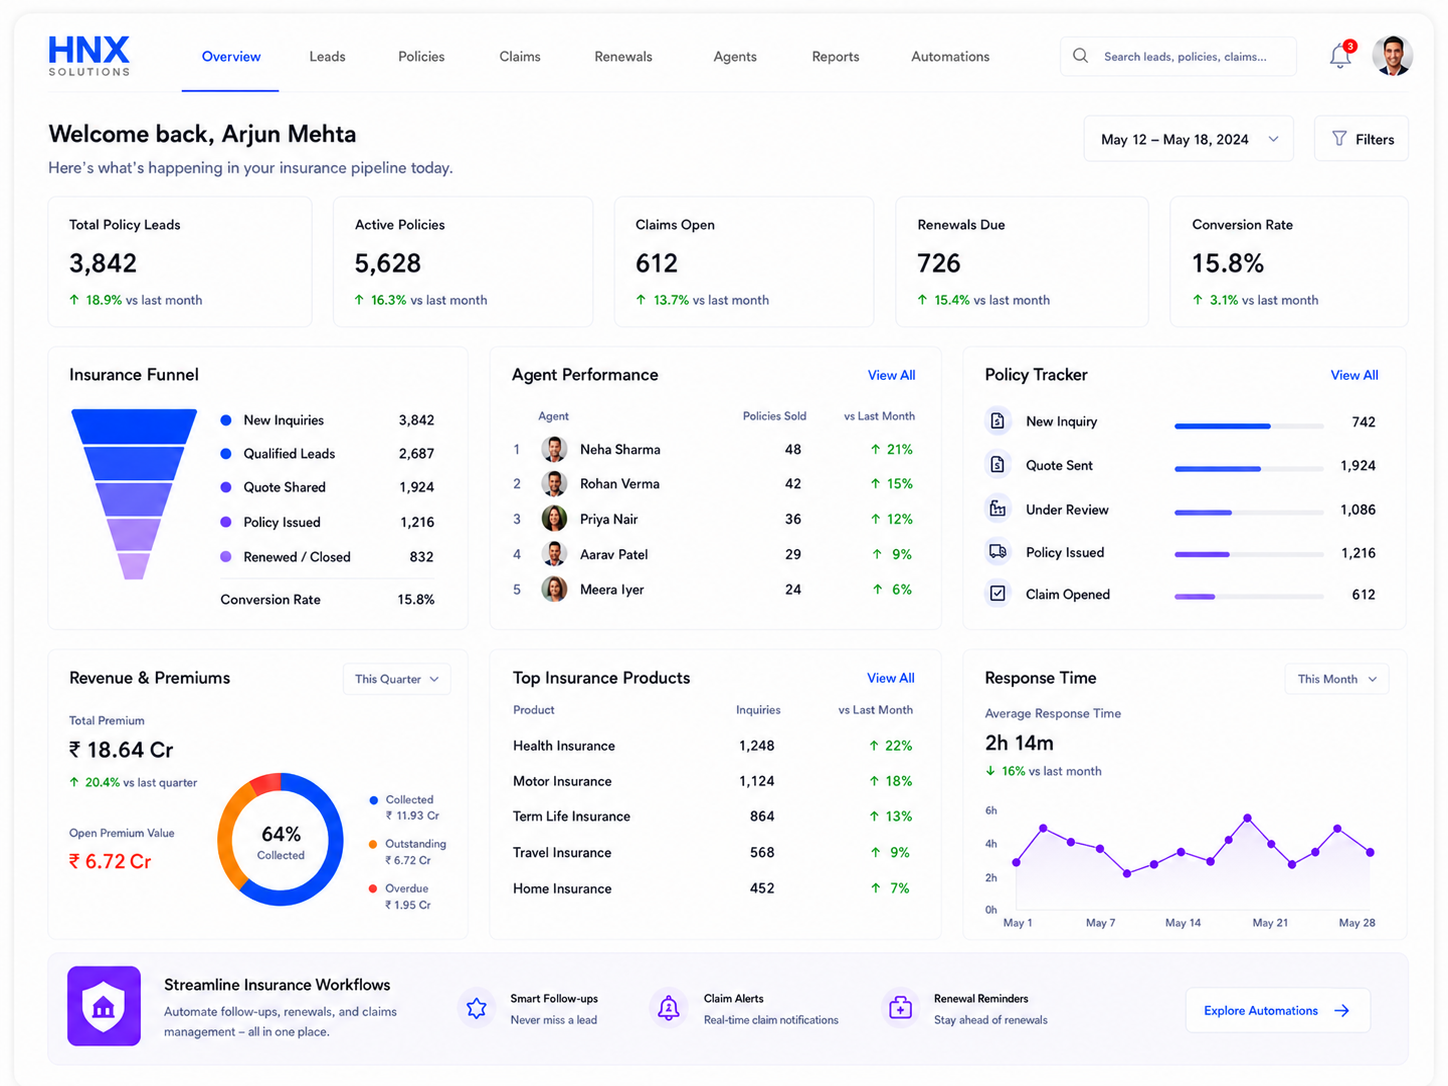 HNX
SOLUTIONS
Overview
Leads
Policies
Claims
Renewals
Agents
Reports
Automations
Search leads, policies, claims...
3
Welcome back, Arjun Mehta
Here's what's happening in your insurance pipeline today.
May 12 – May 18, 2024
Filters
Total Policy Leads
3,842
↑ 18.9% vs last month
Active Policies
5,628
↑ 16.3% vs last month
Claims Open
612
↑ 13.7% vs last month
Renewals Due
726
↑ 15.4% vs last month
Conversion Rate
15.8%
↑ 3.1% vs last month
Insurance Funnel
New Inquiries 3,842
Qualified Leads 2,687
Quote Shared 1,924
Policy Issued 1,216
Renewed / Closed 832
Conversion Rate 15.8%
Agent Performance
View All
Agent Policies Sold vs Last Month
1 Neha Sharma 48 ↑ 21%
2 Rohan Verma 42 ↑ 15%
3 Priya Nair 36 ↑ 12%
4 Aarav Patel 29 ↑ 9%
5 Meera Iyer 24 ↑ 6%
Policy Tracker
View All
New Inquiry 742
Quote Sent 1,924
Under Review 1,086
Policy Issued 1,216
Claim Opened 612
Revenue & Premiums
This Quarter
Total Premium
₹ 18.64 Cr
↑ 20.4% vs last quarter
Open Premium Value
₹ 6.72 Cr
64%
Collected
Collected
₹ 11.93 Cr
Outstanding
₹ 6.72 Cr
Overdue
₹ 1.95 Cr
Top Insurance Products
View All
Product Inquiries vs Last Month
Health Insurance 1,248 ↑ 22%
Motor Insurance 1,124 ↑ 18%
Term Life Insurance 864 ↑ 13%
Travel Insurance 568 ↑ 9%
Home Insurance 452 ↑ 7%
Response Time
This Month
Average Response Time
2h 14m
↓ 16% vs last month
6h
4h
2h
0h
May 1 May 7 May 14 May 21 May 28
Streamline Insurance Workflows
Automate follow-ups, renewals, and claims
management – all in one place.
Smart Follow-ups
Never miss a lead
Claim Alerts
Real-time claim notifications
Renewal Reminders
Stay ahead of renewals
Explore Automations →